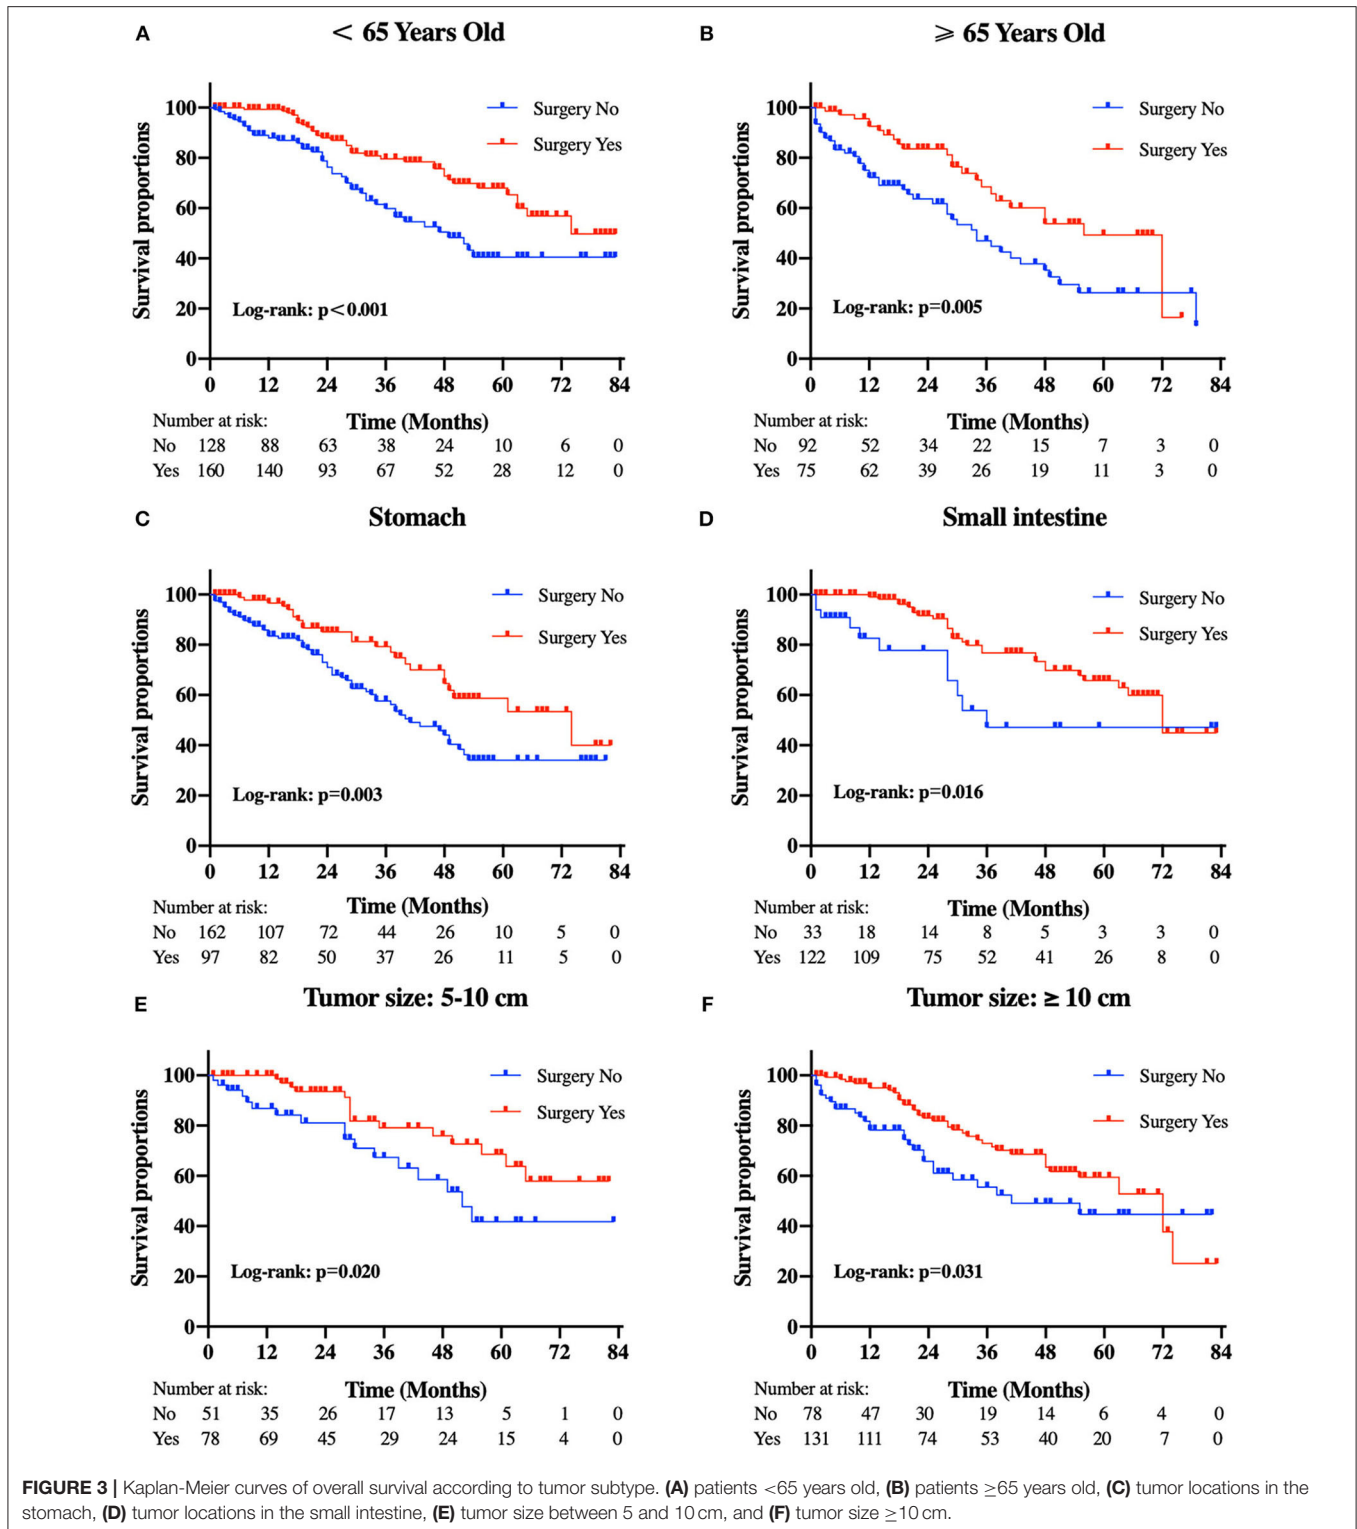 A
< 65 Years Old
Survival proportions
100
80
60
40
20
0
Surgery No
Surgery Yes
Log-rank: p<0.001
0 12 24 36 48 60 72 84
Number at risk: Time (Months)
No 128 88 63 38 24 10 6 0
Yes 160 140 93 67 52 28 12 0
B
⩾ 65 Years Old
Survival proportions
100
80
60
40
20
0
Surgery No
Surgery Yes
Log-rank: p=0.005
0 12 24 36 48 60 72 84
Number at risk: Time (Months)
No 92 52 34 22 15 7 3 0
Yes 75 62 39 26 19 11 3 0
C
Stomach
Survival proportions
100
80
60
40
20
0
Surgery No
Surgery Yes
Log-rank: p=0.003
0 12 24 36 48 60 72 84
Number at risk: Time (Months)
No 162 107 72 44 26 10 5 0
Yes 97 82 50 37 26 11 5 0
D
Small intestine
Survival proportions
100
80
60
40
20
0
Surgery No
Surgery Yes
Log-rank: p=0.016
0 12 24 36 48 60 72 84
Number at risk: Time (Months)
No 33 18 14 8 5 3 3 0
Yes 122 109 75 52 41 26 8 0
E
Tumor size: 5-10 cm
Survival proportions
100
80
60
40
20
0
Surgery No
Surgery Yes
Log-rank: p=0.020
0 12 24 36 48 60 72 84
Number at risk: Time (Months)
No 51 35 26 17 13 5 1 0
Yes 78 69 45 29 24 15 4 0
F
Tumor size: ≥ 10 cm
Survival proportions
100
80
60
40
20
0
Surgery No
Surgery Yes
Log-rank: p=0.031
0 12 24 36 48 60 72 84
Number at risk: Time (Months)
No 78 47 30 19 14 6 4 0
Yes 131 111 74 53 40 20 7 0
FIGURE 3 | Kaplan-Meier curves of overall survival according to tumor subtype. (A) patients <65 years old, (B) patients ≥65 years old, (C) tumor locations in the
stomach, (D) tumor locations in the small intestine, (E) tumor size between 5 and 10 cm, and (F) tumor size ≥10 cm.